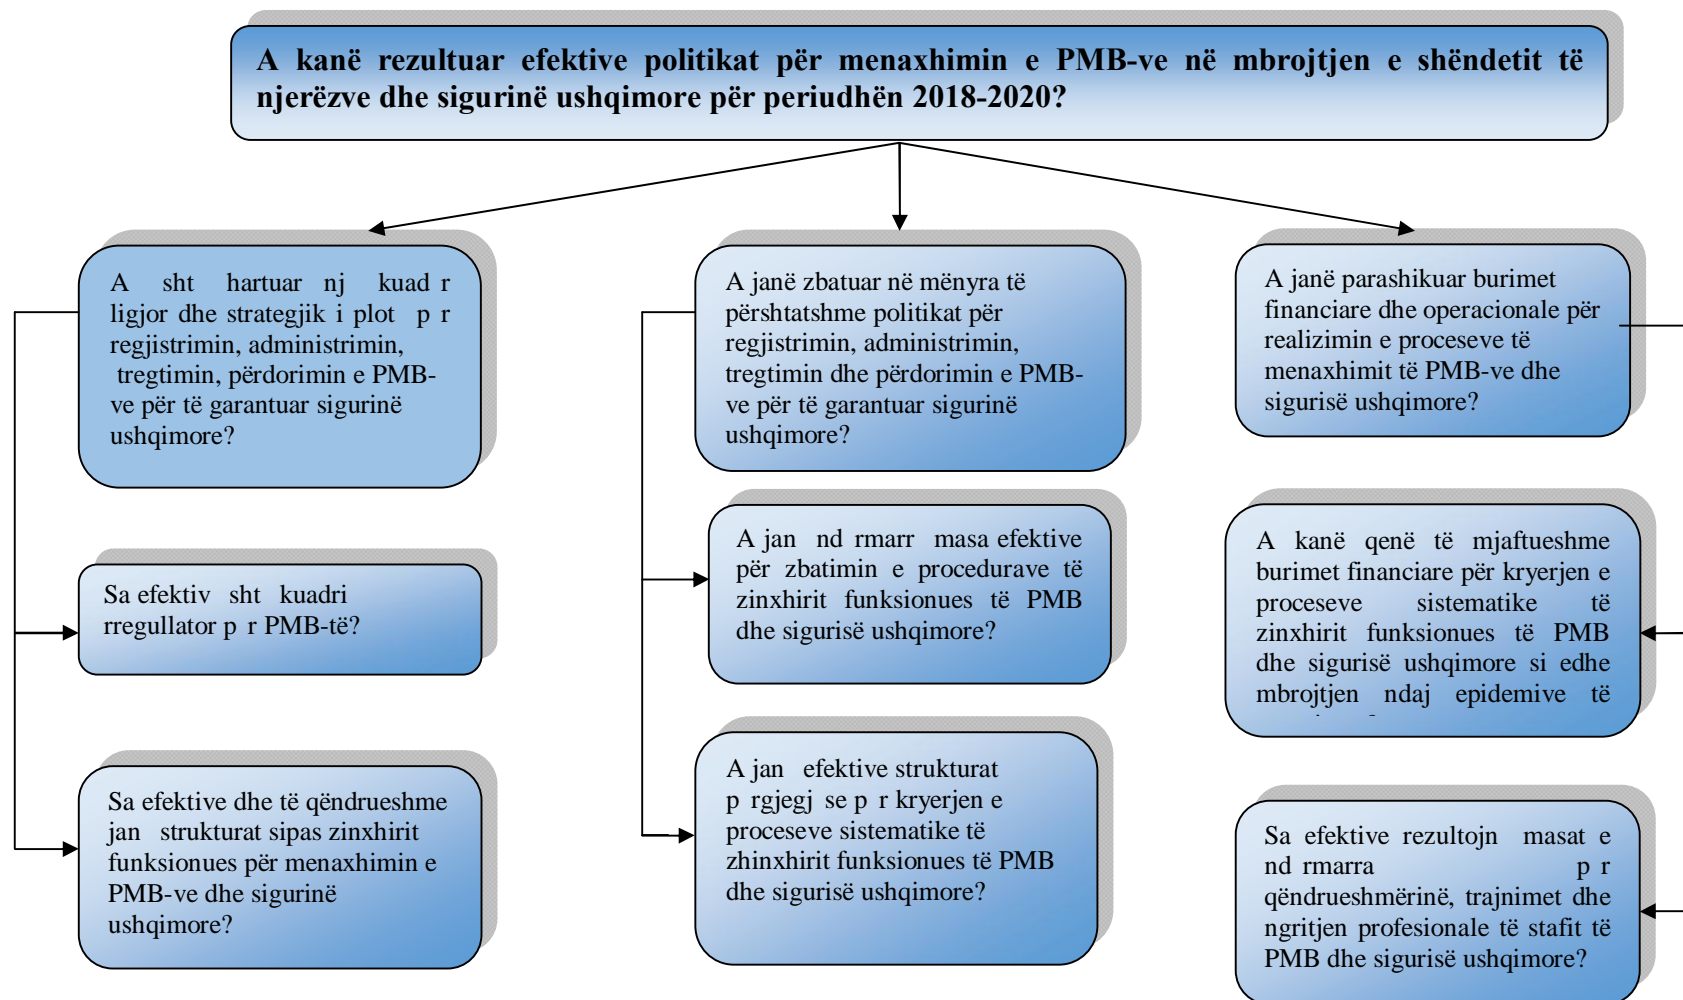 A kanë rezultuar efektive politikat për menaxhimin e PMB-ve në mbrojtjen e shëndetit të
njerëzve dhe sigurinë ushqimore për periudhën 2018-2020?
A sht hartuar nj kuad r
ligjor dhe strategjik i plot p r
regjistrimin, administrimin,
tregtimin, përdorimin e PMB-
ve për të garantuar sigurinë
ushqimore?
Sa efektiv sht kuadri
rregullator p r PMB-të?
Sa efektive dhe të qëndrueshme
jan strukturat sipas zinxhirit
funksionues për menaxhimin e
PMB-ve dhe sigurinë
ushqimore?
A janë zbatuar në mënyra të
përshtatshme politikat për
regjistrimin, administrimin,
tregtimin dhe përdorimin e PMB-
ve për të garantuar sigurinë
ushqimore?
A jan nd rmarr masa efektive
për zbatimin e procedurave të
zinxhirit funksionues të PMB
dhe sigurisë ushqimore?
A jan efektive strukturat
p rgjegj se p r kryerjen e
proceseve sistematike të
zhinxhirit funksionues të PMB
dhe sigurisë ushqimore?
A janë parashikuar burimet
financiare dhe operacionale për
realizimin e proceseve të
menaxhimit të PMB-ve dhe
sigurisë ushqimore?
A kanë qenë të mjaftueshme
burimet financiare për kryerjen e
proceseve sistematike të
zinxhirit funksionues të PMB
dhe sigurisë ushqimore si edhe
mbrojtjen ndaj epidemive të
Sa efektive rezultojn masat e
nd rmarra p r
qëndrueshmërinë, trajnimet dhe
ngritjen profesionale të stafit të
PMB dhe sigurisë ushqimore?